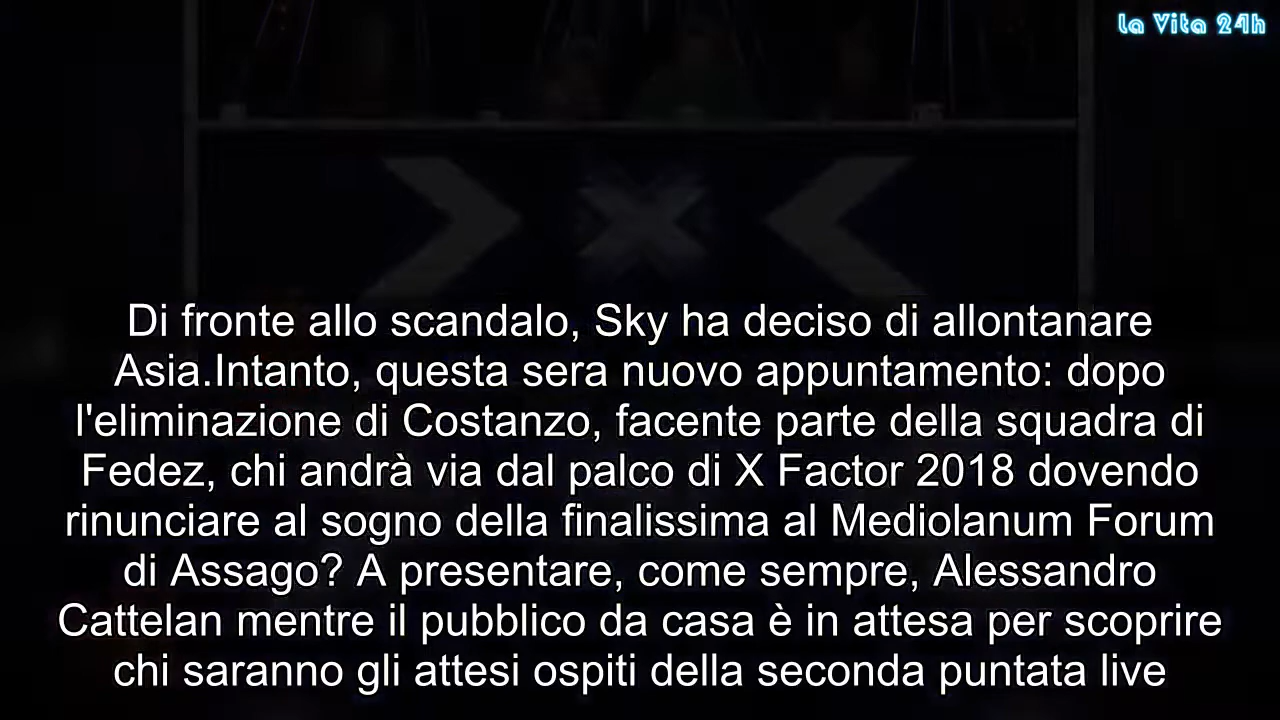 La Vita 24h
Di fronte allo scandalo, Sky ha deciso di allontanare
Asia.Intanto, questa sera nuovo appuntamento: dopo
l'eliminazione di Costanzo, facente parte della squadra di
Fedez, chi andrà via dal palco di X Factor 2018 dovendo
rinunciare al sogno della finalissima al Mediolanum Forum
di Assago? A presentare, come sempre, Alessandro
Cattelan mentre il pubblico da casa è in attesa per scoprire
chi saranno gli attesi ospiti della seconda puntata live